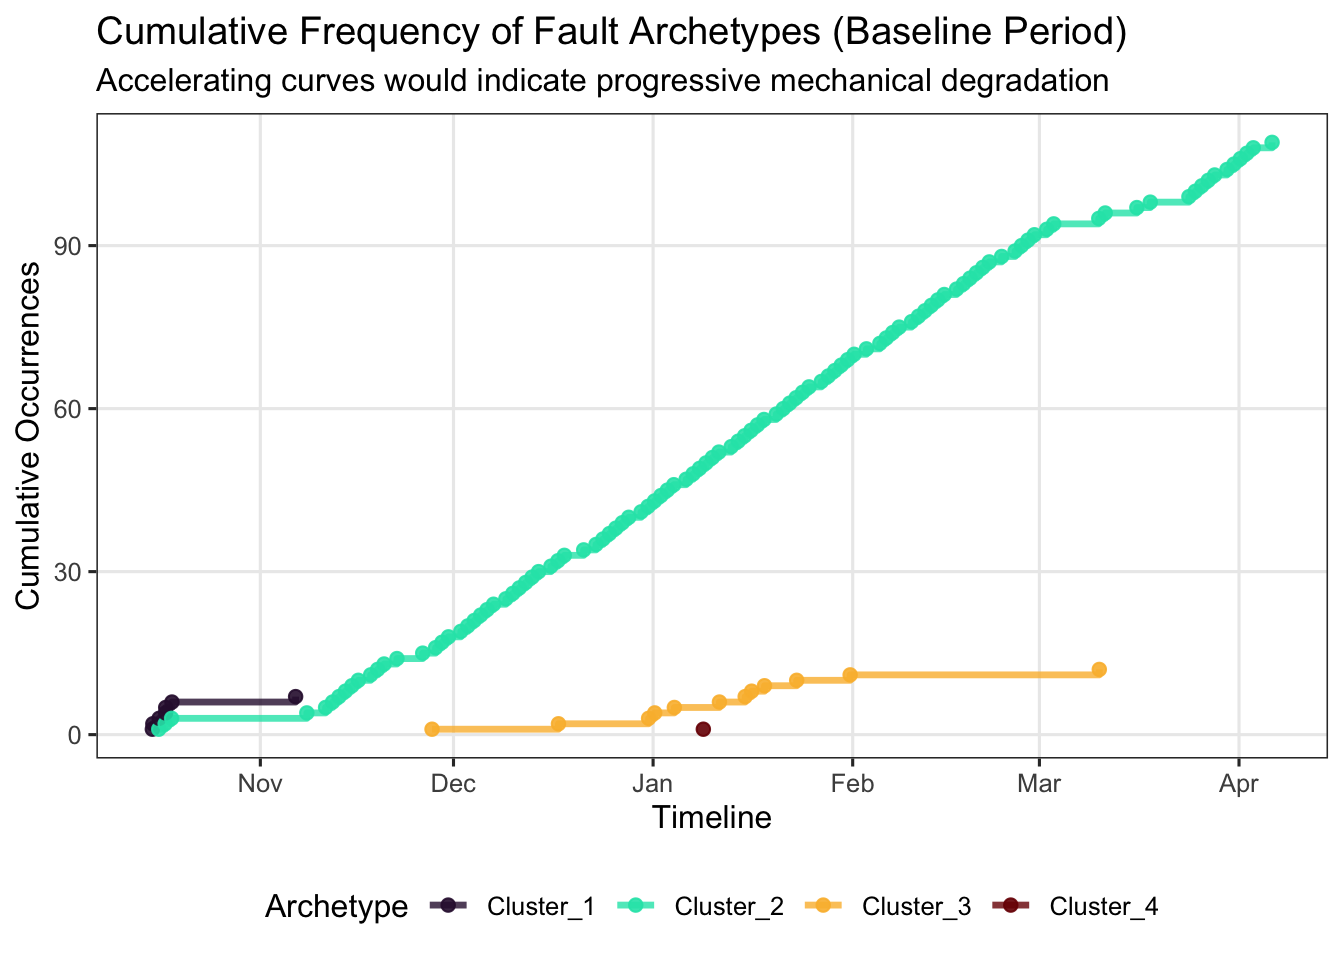 Cumulative Frequency of Fault Archetypes (Baseline Period)
Accelerating curves would indicate progressive mechanical degradation
Cumulative Occurrences
90
60
30
0
Nov Dec Jan Feb Mar Apr
Timeline
Archetype Cluster_1 Cluster_2 Cluster_3 Cluster_4